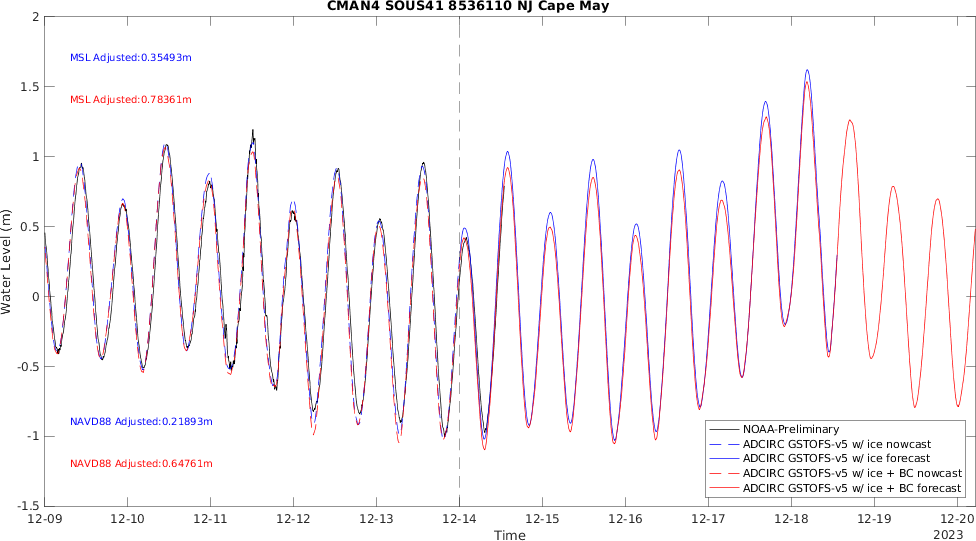 CMAN4 SOUS41 8536110 NJ Cape May
2
1.5
1
0.5
0
-0.5
-1
-1.5
Water Level (m)
MSL Adjusted:0.35493m
MSL Adjusted:0.78361m
NAVD88 Adjusted:0.21893m
NAVD88 Adjusted:0.64761m
NOAA-Preliminary
ADCIRC GSTOFS-v5 w/ ice nowcast
ADCIRC GSTOFS-v5 w/ ice forecast
ADCIRC GSTOFS-v5 w/ ice + BC nowcast
ADCIRC GSTOFS-v5 w/ ice + BC forecast
12-09 12-10 12-11 12-12 12-13 12-14 12-15 12-16 12-17 12-18 12-19 12-20
Time
2023